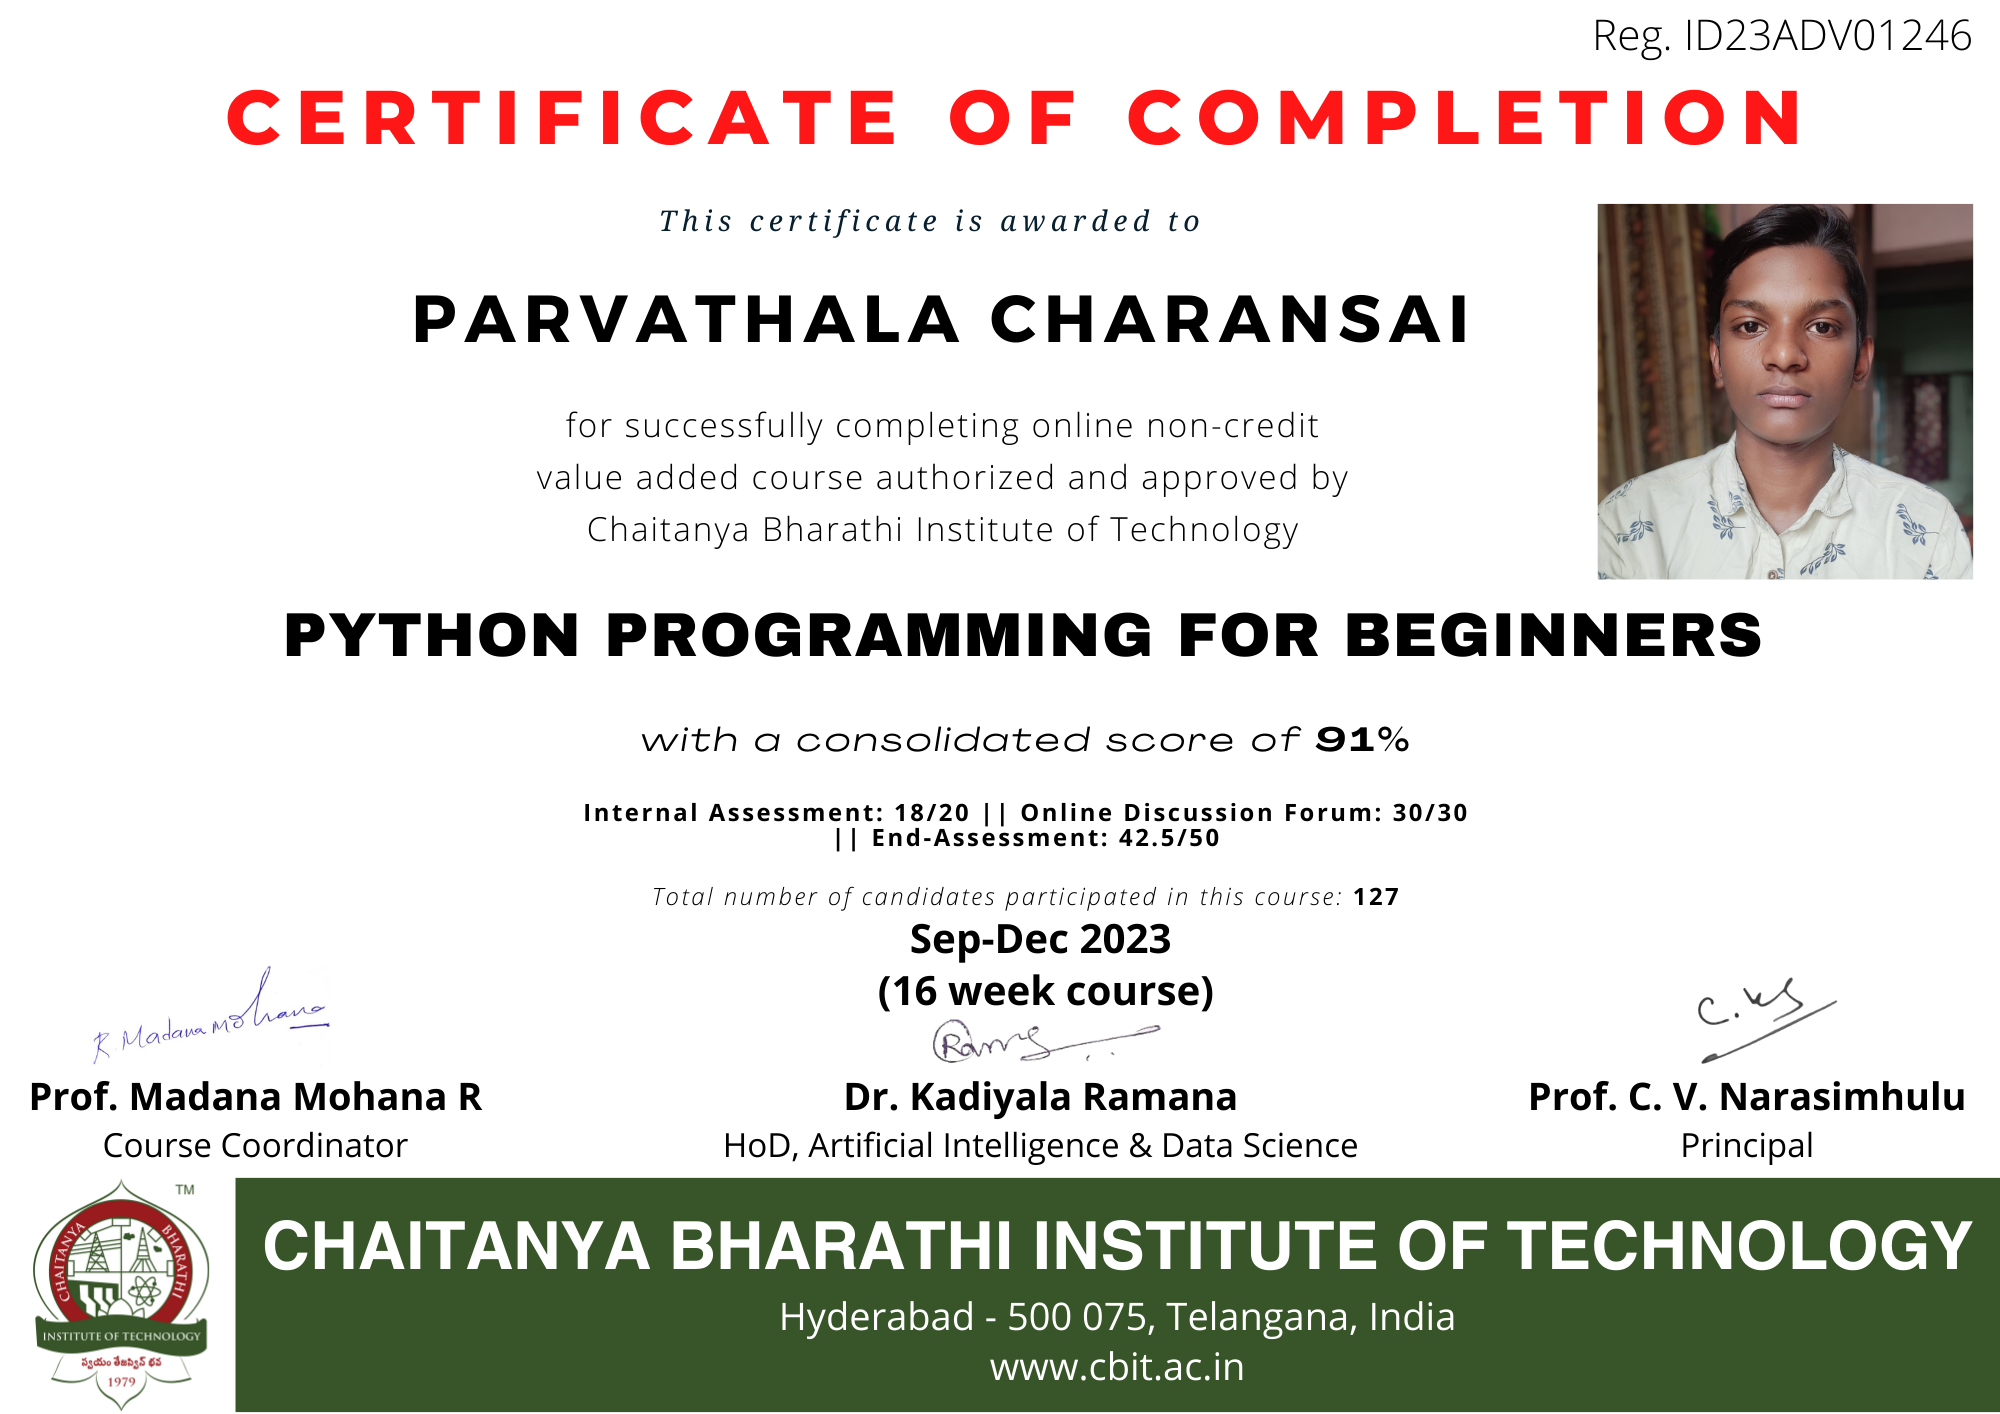 Reg. ID23ADV01246
CERTIFICATE OF COMPLETION
This certificate is awarded to
PARVATHALA CHARANSAI
for successfully completing online non-credit
value added course authorized and approved by
Chaitanya Bharathi Institute of Technology
PYTHON PROGRAMMING FOR BEGINNERS
with a consolidated score of 91%
Internal Assessment: 18/20 || Online Discussion Forum: 30/30
|| End-Assessment: 42.5/50
Total number of candidates participated in this course: 127
Sep-Dec 2023
(16 week course)
R. Madana mohana
Prof. Madana Mohana R
Course Coordinator
Dr. Kadiyala Ramana
HoD, Artificial Intelligence & Data Science
Prof. C. V. Narasimhulu
Principal
TM
CHAITANYA BHARATHI
INSTITUTE OF TECHNOLOGY
స్వయం తేజస్విన్ భవ
1979
CHAITANYA BHARATHI INSTITUTE OF TECHNOLOGY
Hyderabad - 500 075, Telangana, India
www.cbit.ac.in